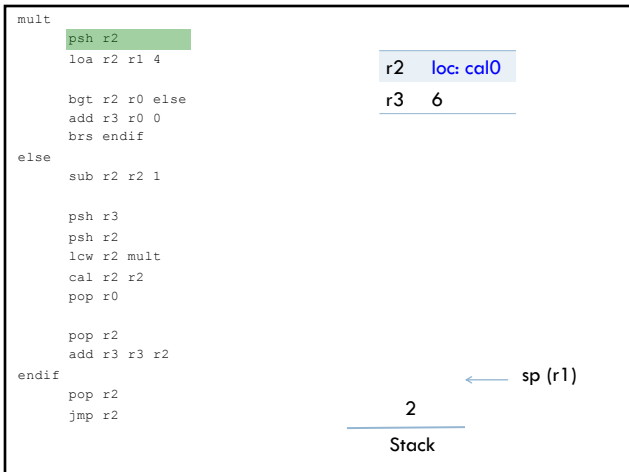 mult
psh r2
loa r2 r1 4
bgt r2 r0 else
add r3 r0 0
brs endif
else
sub r2 r2 1
psh r3
psh r2
lcw r2 mult
cal r2 r2
pop r0
pop r2
add r3 r3 r2
endif
pop r2
jmp r2
r2 loc: cal0
r3 6
sp (r1)
2
Stack